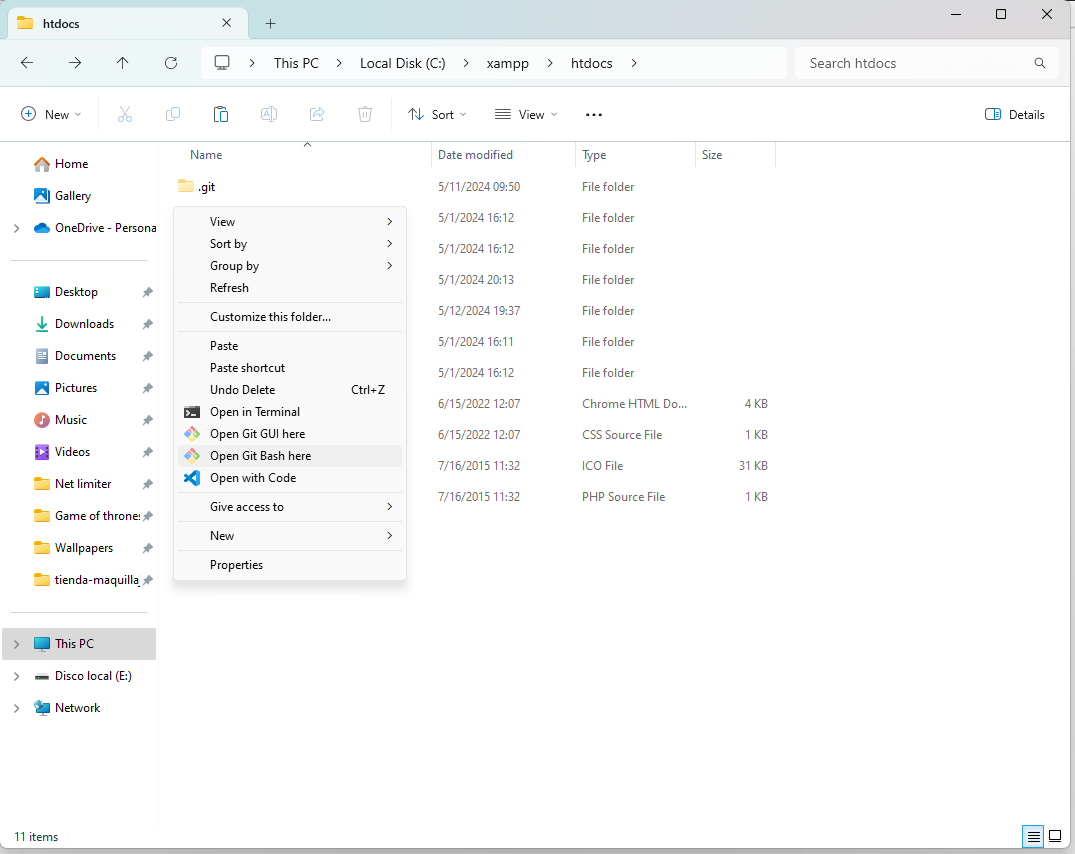 htdocs
This PC > Local Disk (C:) > xampp > htdocs >
Search htdocs
New
Sort
View
Details
Name
Date modified
Type
Size
.git
5/11/2024 09:50
File folder
5/1/2024 16:12
File folder
5/1/2024 16:12
File folder
5/1/2024 20:13
File folder
5/12/2024 19:37
File folder
5/1/2024 16:11
File folder
5/1/2024 16:12
File folder
6/15/2022 12:07
Chrome HTML Do...
4 KB
6/15/2022 12:07
CSS Source File
1 KB
7/16/2015 11:32
ICO File
31 KB
7/16/2015 11:32
PHP Source File
1 KB
View
Sort by
Group by
Refresh
Customize this folder...
Paste
Paste shortcut
Undo Delete Ctrl+Z
Open in Terminal
Open Git GUI here
Open Git Bash here
Open with Code
Give access to
New
Properties
Home
Gallery
OneDrive - Persona
Desktop
Downloads
Documents
Pictures
Music
Videos
Net limiter
Game of thrones
Wallpapers
tienda-maquilla
This PC
Disco local (E:)
Network
11 items